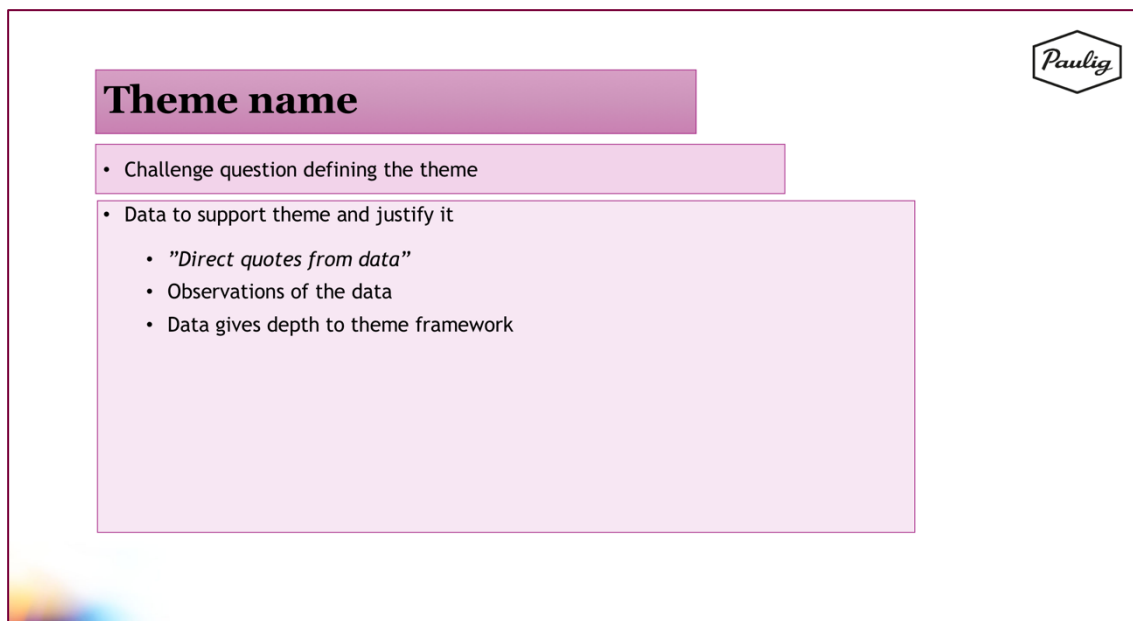 Paulig
Theme name
• Challenge question defining the theme
• Data to support theme and justify it
• ”Direct quotes from data”
• Observations of the data
• Data gives depth to theme framework